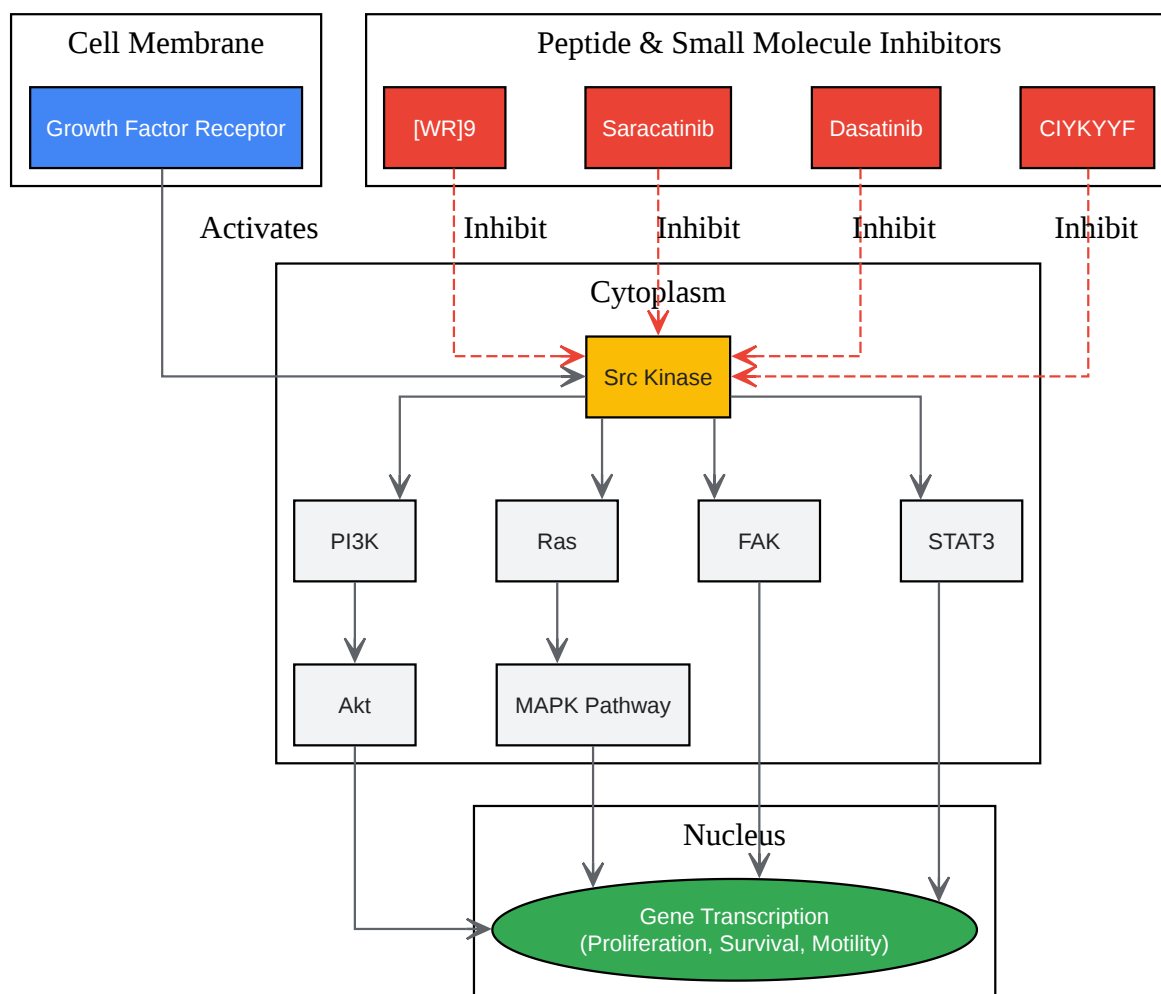 Cell Membrane
Peptide & Small Molecule Inhibitors
Growth Factor Receptor
[WR]9
Saracatinib
Dasatinib
CIYKYYF
Activates
Inhibit
Inhibit
Inhibit
Inhibit
Cytoplasm
Src Kinase
PI3K
Ras
FAK
STAT3
Akt
MAPK Pathway
Nucleus
Gene Transcription
(Proliferation, Survival, Motility)